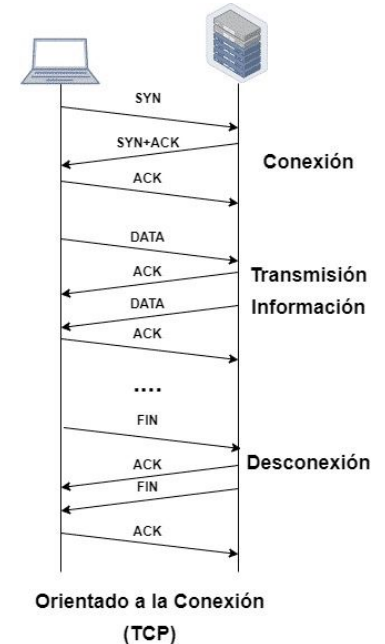 SYN
SYN+ACK
Conexión
ACK
DATA
ACK
Transmisión
DATA
Información
ACK
....
FIN
ACK
Desconexión
FIN
ACK
Orientado a la Conexión
(TCP)